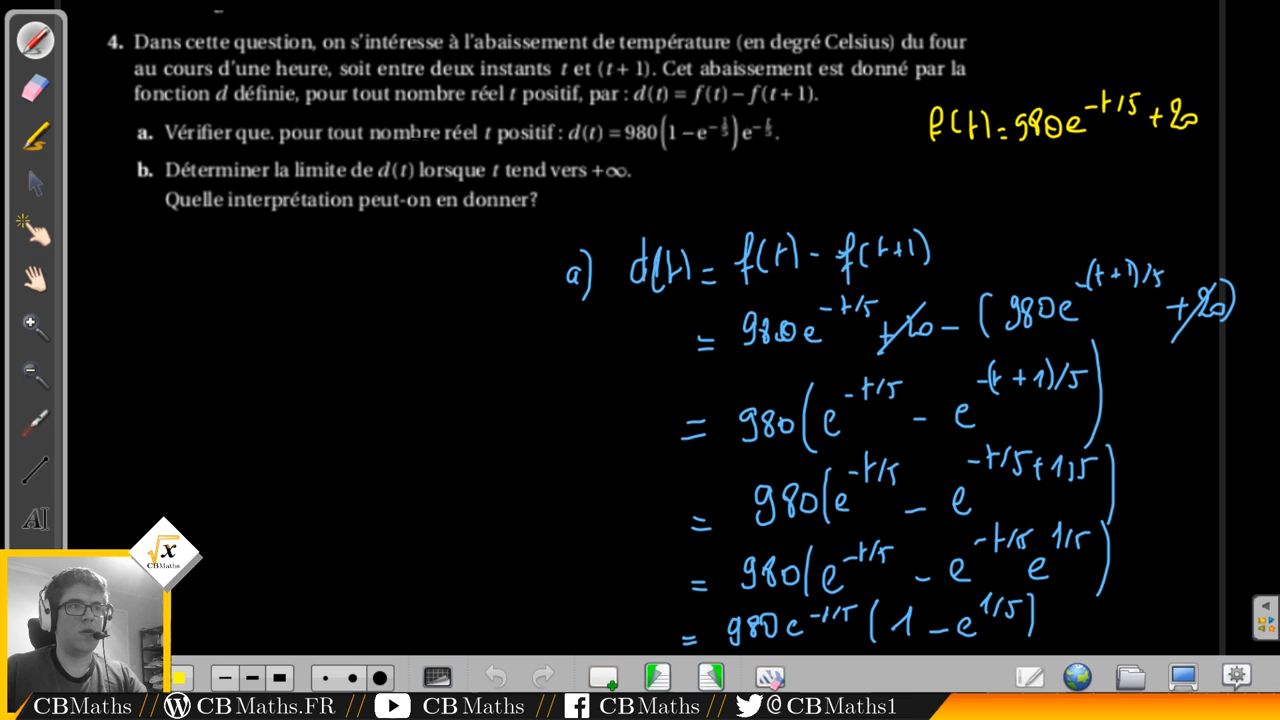 4. Dans cette question, on s'intéresse à l'abaissement de température (en degré Celsius) du four
au cours d'une heure, soit entre deux instants t et (t + 1). Cet abaissement est donné par la
fonction d définie, pour tout nombre réel t positif, par : d(t) = f(t) − f(t + 1).
a. Vérifier que. pour tout nombre réel t positif : d(t) = 980(1 − e^(−1/5))e^(−t/5).
b. Déterminer la limite de d(t) lorsque t tend vers +∞.
Quelle interprétation peut-on en donner?
f(t) = 980e^(-t/5) + 20
a) d(t) = f(t) - f(t+1)
= 980e^(-t/5) + 20 - (980e^(-(t+1)/5) + 20)
= 980(e^(-t/5) - e^(-(t+1)/5))
= 980(e^(-t/5) - e^(-t/5+1/5))
= 980(e^(-t/5) - e^(-t/5) e^(1/5))
= 980e^(-t/5) (1 - e^(1/5))
AI
√x
CBMaths
CBMaths / CBMaths.FR / CBMaths / CBMaths / @CBMaths1